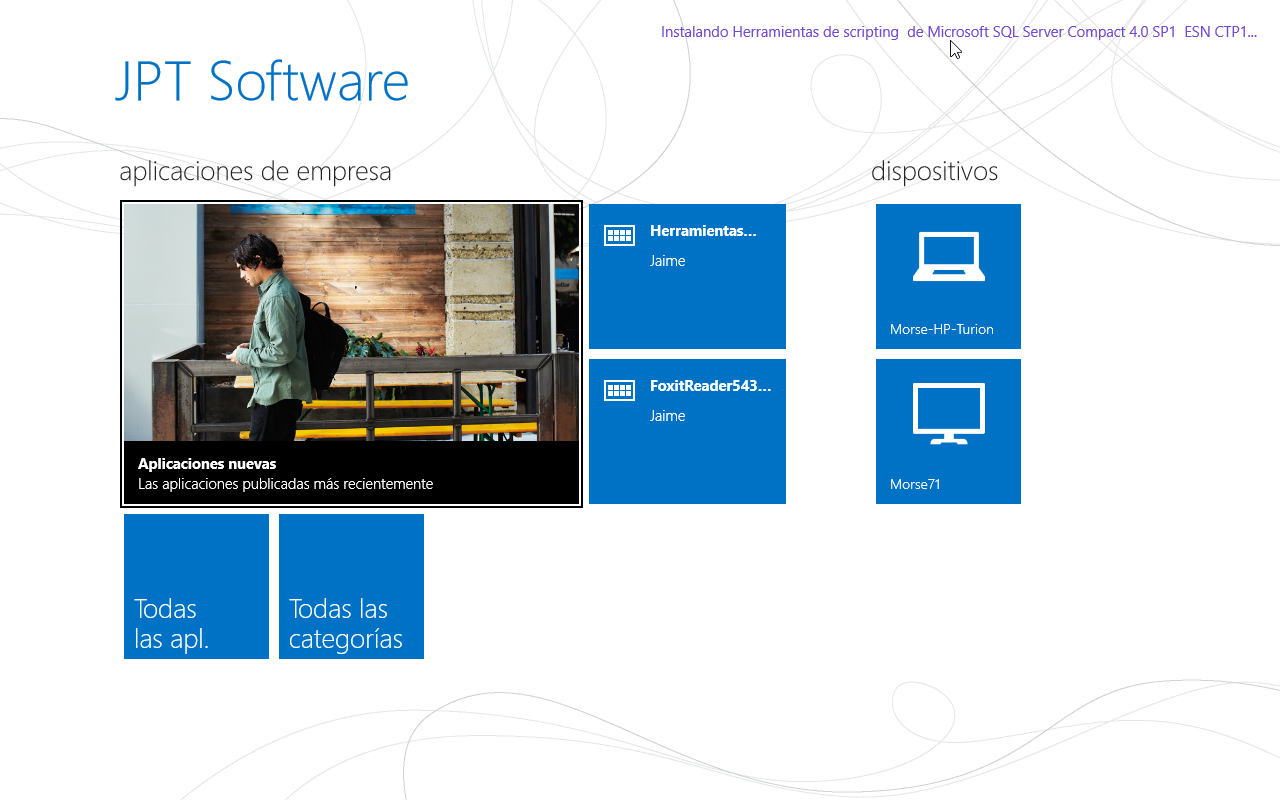 Instalando Herramientas de scripting  de Microsoft SQL Server Compact 4.0 SP1  ESN CTP1...
JPT Software
aplicaciones de empresa
dispositivos
Herramientas...
Jaime
Morse-HP-Turion
FoxitReader543...
Jaime
Aplicaciones nuevas
Las aplicaciones publicadas más recientemente
Morse71
Todas
las apl.
Todas las
categorías